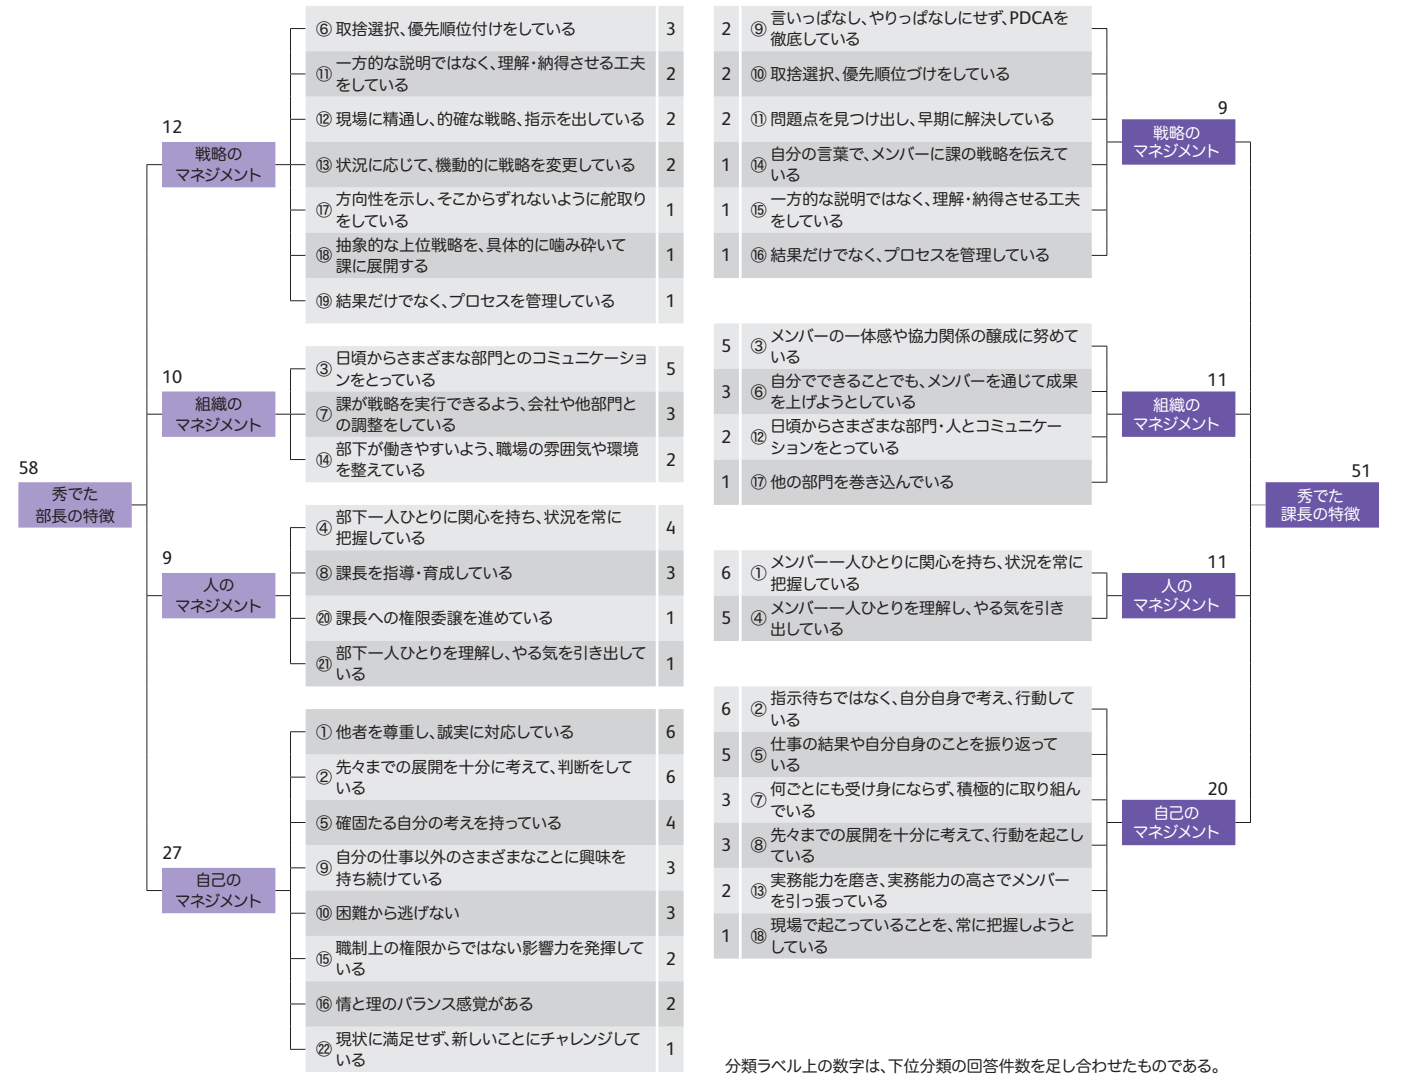 58
秀でた
部長の特徴
12
戦略の
マネジメント
⑥ 取捨選択、優先順位付けをしている 3
⑪ 一方的な説明ではなく、理解・納得させる工夫
をしている 2
⑫ 現場に精通し、的確な戦略、指示を出している 2
⑬ 状況に応じて、機動的に戦略を変更している 2
⑰ 方向性を示し、そこからずれないように舵取り
をしている 1
⑱ 抽象的な上位戦略を、具体的に噛み砕いて
課に展開する 1
⑲ 結果だけでなく、プロセスを管理している 1
10
組織の
マネジメント
③ 日頃からさまざまな部門とのコミュニケーショ
ンをとっている 5
⑦ 課が戦略を実行できるよう、会社や他部門と
の調整をしている 3
⑭ 部下が働きやすいよう、職場の雰囲気や環境
を整えている 2
9
人の
マネジメント
④ 部下一人ひとりに関心を持ち、状況を常に
把握している 4
⑧ 課長を指導・育成している 3
⑳ 課長への権限委譲を進めている 1
㉑ 部下一人ひとりを理解し、やる気を引き出して
いる 1
27
自己の
マネジメント
① 他者を尊重し、誠実に対応している 6
② 先々までの展開を十分に考えて、判断をして
いる 6
⑤ 確固たる自分の考えを持っている 4
⑨ 自分の仕事以外のさまざまなことに興味を
持ち続けている 3
⑩ 困難から逃げない 3
⑮ 職制上の権限からではない影響力を発揮して
いる 2
⑯ 情と理のバランス感覚がある 2
㉒ 現状に満足せず、新しいことにチャレンジして
いる 1
2 ⑨ 言いっぱなし、やりっぱなしにせず、PDCAを
徹底している
2 ⑩ 取捨選択、優先順位づけをしている
2 ⑪ 問題点を見つけ出し、早期に解決している
1 ⑭ 自分の言葉で、メンバーに課の戦略を伝えて
いる
1 ⑮ 一方的な説明ではなく、理解・納得させる工夫
をしている
1 ⑯ 結果だけでなく、プロセスを管理している
9
戦略の
マネジメント
5 ③ メンバーの一体感や協力関係の醸成に努めて
いる
3 ⑥ 自分でできることでも、メンバーを通じて成果
を上げようとしている
2 ⑫ 日頃からさまざまな部門・人とコミュニケー
ションをとっている
1 ⑰ 他の部門を巻き込んでいる
11
組織の
マネジメント
6 ① メンバー一人ひとりに関心を持ち、状況を常に
把握している
5 ④ メンバー一人ひとりを理解し、やる気を引き
出している
11
人の
マネジメント
6 ② 指示待ちではなく、自分自身で考え、行動して
いる
5 ⑤ 仕事の結果や自分自身のことを振り返って
いる
3 ⑦ 何ごとにも受け身にならず、積極的に取り組ん
でいる
3 ⑧ 先々までの展開を十分に考えて、行動を起こし
ている
2 ⑬ 実務能力を磨き、実務能力の高さでメンバー
を引っ張っている
1 ⑱ 現場で起こっていることを、常に把握しようと
している
20
自己の
マネジメント
51
秀でた
課長の特徴
分類ラベル上の数字は、下位分類の回答件数を足し合わせたものである。